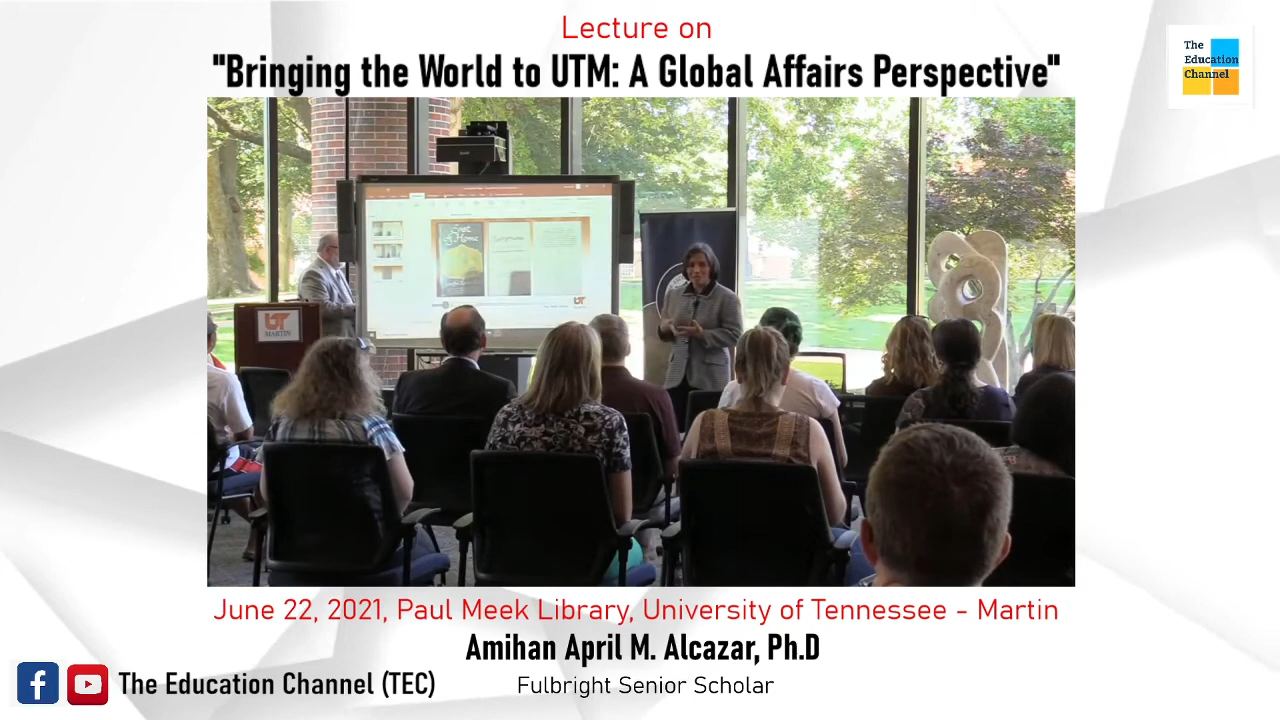 Lecture on
"Bringing the World to UTM: A Global Affairs Perspective"
The
Education
Channel
UT
MARTIN
UT
June 22, 2021, Paul Meek Library, University of Tennessee - Martin
Amihan April M. Alcazar, Ph.D
The Education Channel (TEC)
Fulbright Senior Scholar